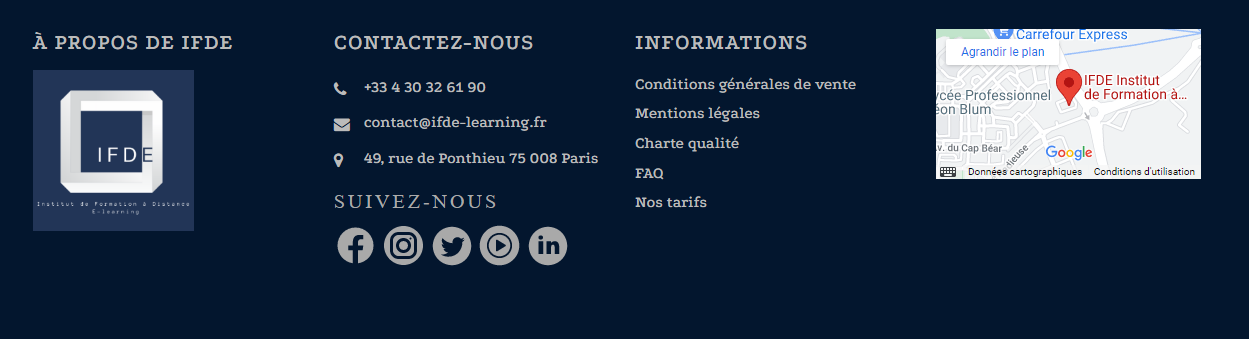 À PROPOS DE IFDE
IFDE
Institut de Formation à Distance
E-learning
CONTACTEZ-NOUS
+33 4 30 32 61 90
contact@ifde-learning.fr
49, rue de Ponthieu 75 008 Paris
SUIVEZ-NOUS
in
INFORMATIONS
Conditions générales de vente
Mentions légales
Charte qualité
FAQ
Nos tarifs
Carrefour Express
Agrandir le plan
IFDE Institut
de Formation à...
ycée Professionnel
éon Blum
v. du Cap Béar
ieuse
Google
Données cartographiques
Conditions d'utilisation